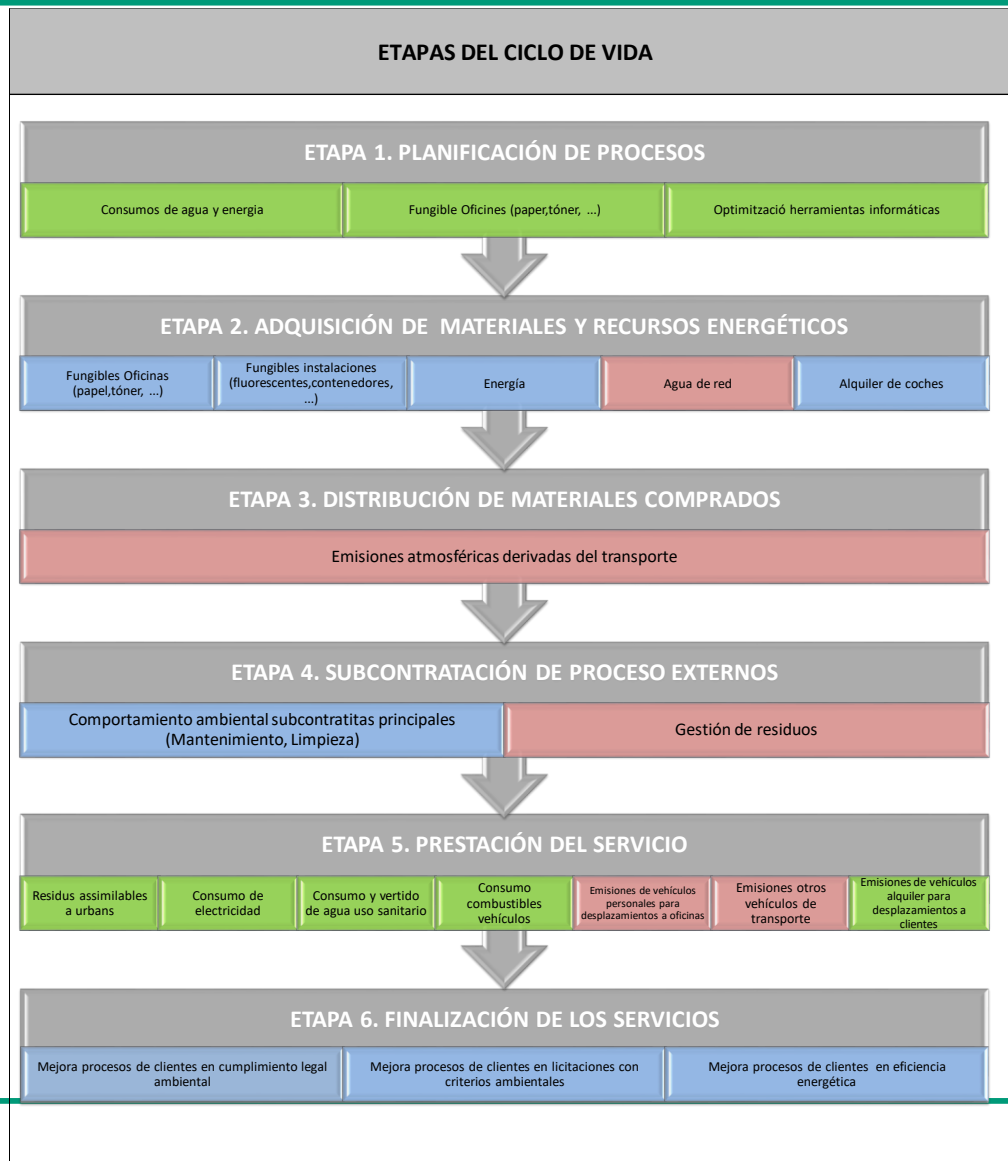 ETAPAS DEL CICLO DE VIDA
ETAPA 1. PLANIFICACIÓN DE PROCESOS
Consumos de agua y energia
Fungible Oficines (paper,tóner, ...)
Optimització herramientas informáticas
ETAPA 2. ADQUISICIÓN DE MATERIALES Y RECURSOS ENERGÉTICOS
Fungibles Oficinas
(papel,tóner, ...)
Fungibles instalaciones
(fluorescentes,contenedores,
...)
Energía
Agua de red
Alquiler de coches
ETAPA 3. DISTRIBUCIÓN DE MATERIALES COMPRADOS
Emisiones atmosféricas derivadas del transporte
ETAPA 4. SUBCONTRATACIÓN DE PROCESO EXTERNOS
Comportamiento ambiental subcontratitas principales
(Mantenimiento, Limpieza)
Gestión de residuos
ETAPA 5. PRESTACIÓN DEL SERVICIO
Residus assimilables
a urbans
Consumo de
electricidad
Consumo y vertido
de agua uso sanitario
Consumo
combustibles
vehículos
Emisiones de vehículos
personales para
desplazamientos a oficinas
Emisiones otros
vehículos de
transporte
Emisiones de vehículos
alquiler para
desplazamientos a
clientes
ETAPA 6. FINALIZACIÓN DE LOS SERVICIOS
Mejora procesos de clientes en cumplimiento legal
ambiental
Mejora procesos de clientes en licitaciones con
criterios ambientales
Mejora procesos de clientes en eficiencia
energética